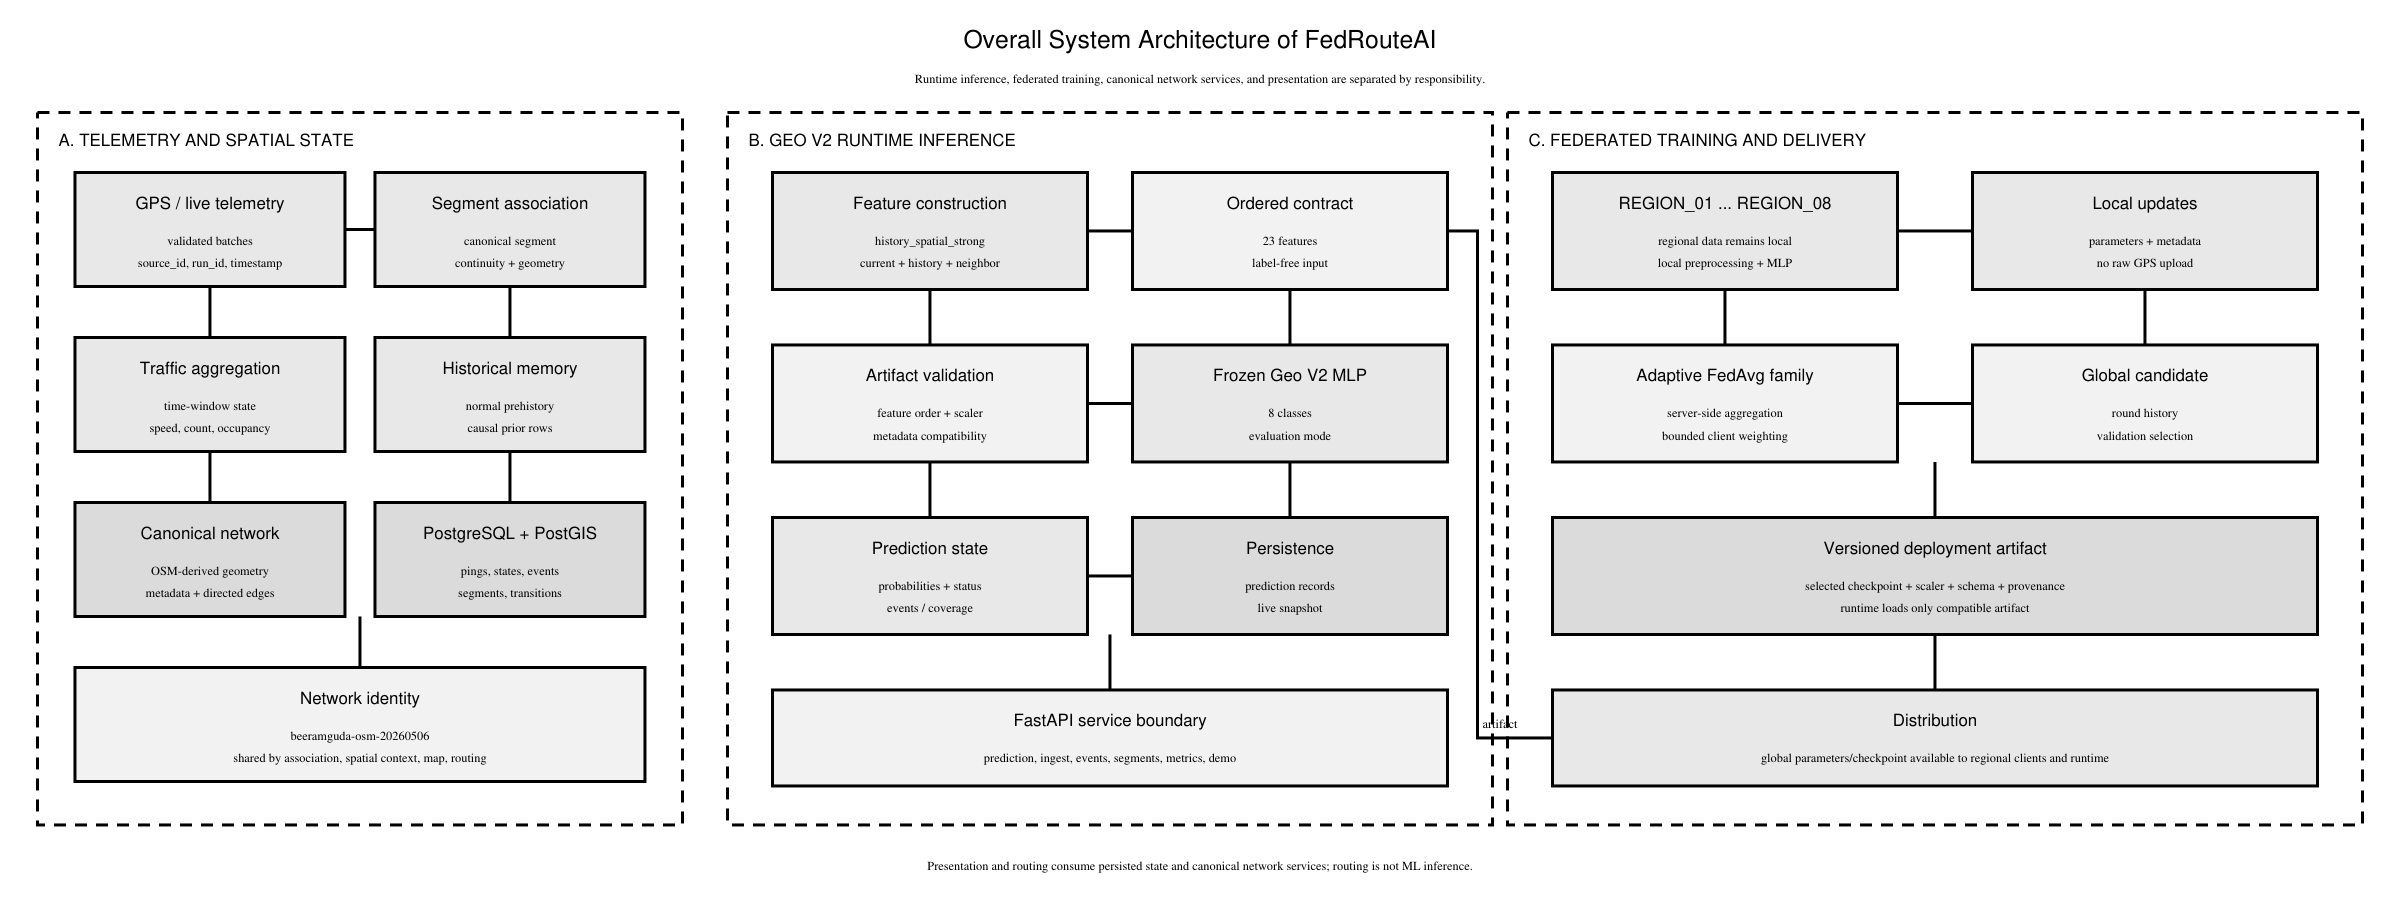 Overall System Architecture of FedRouteAI
Runtime inference, federated training, canonical network services, and presentation are separated by responsibility.
A. TELEMETRY AND SPATIAL STATE
GPS / live telemetry
validated batches
source_id, run_id, timestamp
Segment association
canonical segment
continuity + geometry
Traffic aggregation
time-window state
speed, count, occupancy
Historical memory
normal prehistory
causal prior rows
Canonical network
OSM-derived geometry
metadata + directed edges
PostgreSQL + PostGIS
pings, states, events
segments, transitions
Network identity
beeramguda-osm-20260506
shared by association, spatial context, map, routing
B. GEO V2 RUNTIME INFERENCE
Feature construction
history_spatial_strong
current + history + neighbor
Ordered contract
23 features
label-free input
Artifact validation
feature order + scaler
metadata compatibility
Frozen Geo V2 MLP
8 classes
evaluation mode
Prediction state
probabilities + status
events / coverage
Persistence
prediction records
live snapshot
FastAPI service boundary
prediction, ingest, events, segments, metrics, demo
artifact
C. FEDERATED TRAINING AND DELIVERY
REGION_01 ... REGION_08
regional data remains local
local preprocessing + MLP
Local updates
parameters + metadata
no raw GPS upload
Adaptive FedAvg family
server-side aggregation
bounded client weighting
Global candidate
round history
validation selection
Versioned deployment artifact
selected checkpoint + scaler + schema + provenance
runtime loads only compatible artifact
Distribution
global parameters/checkpoint available to regional clients and runtime
Presentation and routing consume persisted state and canonical network services; routing is not ML inference.